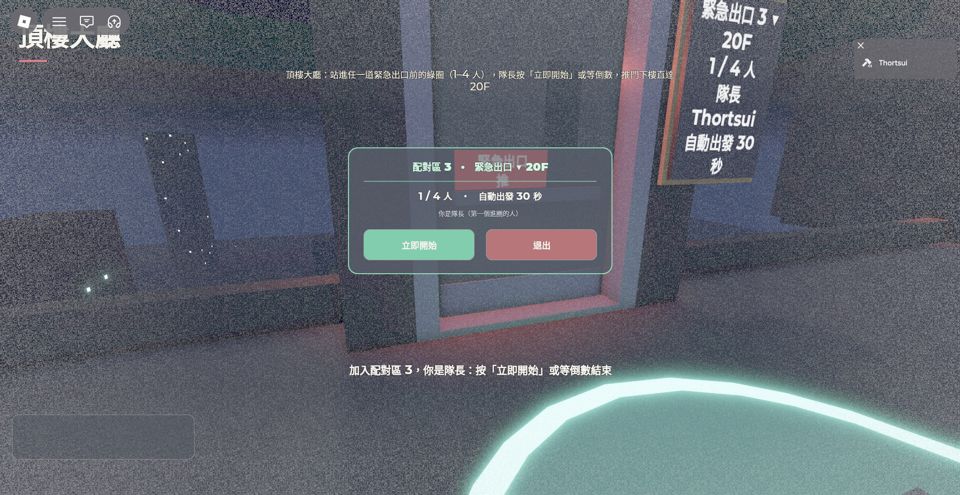 頂樓大廳
頂樓大廳：站進任一道緊急出口前的綠圈（1–4 人），隊長按「立即開始」或等倒數，推門下樓直達
20F
緊急出口 3 ▼
20F
1 / 4 人
隊長
Thortsui
自動出發 30
秒
Thortsui
緊急出口
推
配對區 3 • 緊急出口 ▼ 20F
1 / 4 人 • 自動出發 30 秒
你是隊長（第一個進圈的人）
立即開始
退出
加入配對區 3，你是隊長：按「立即開始」或等倒數結束